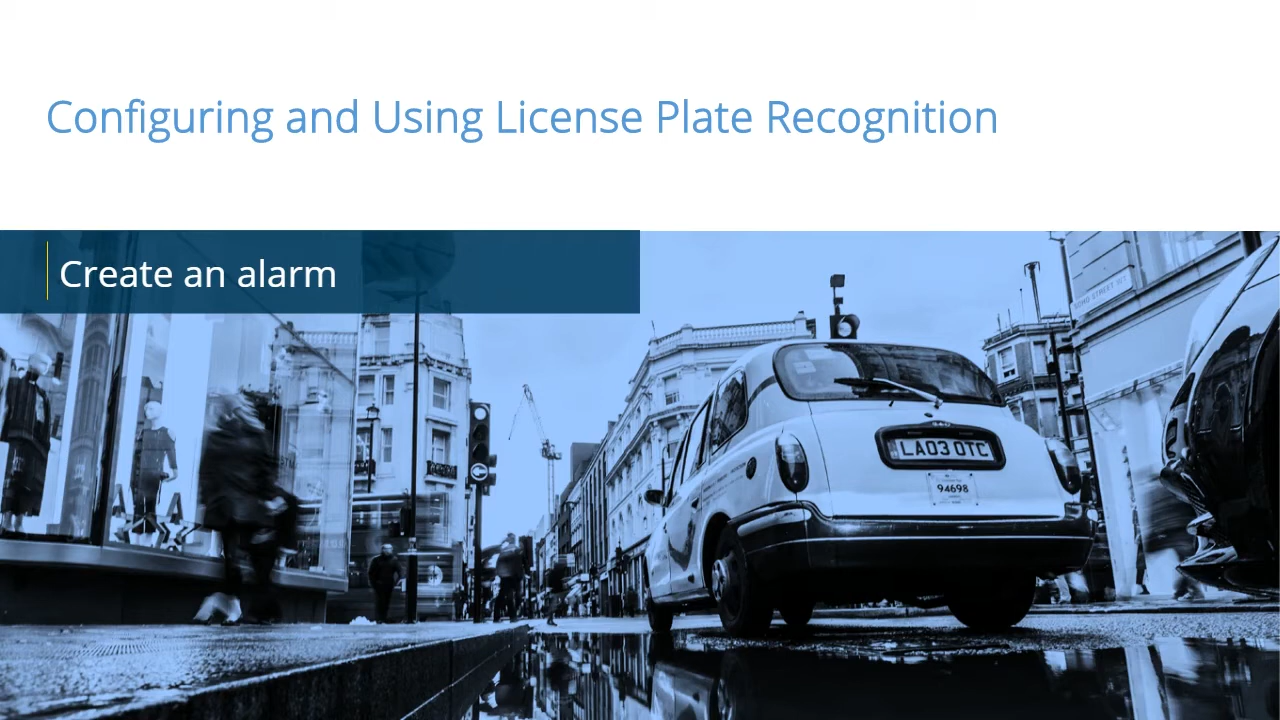 Configuring and Using License Plate Recognition
Create an alarm
LA03 OTC
94698